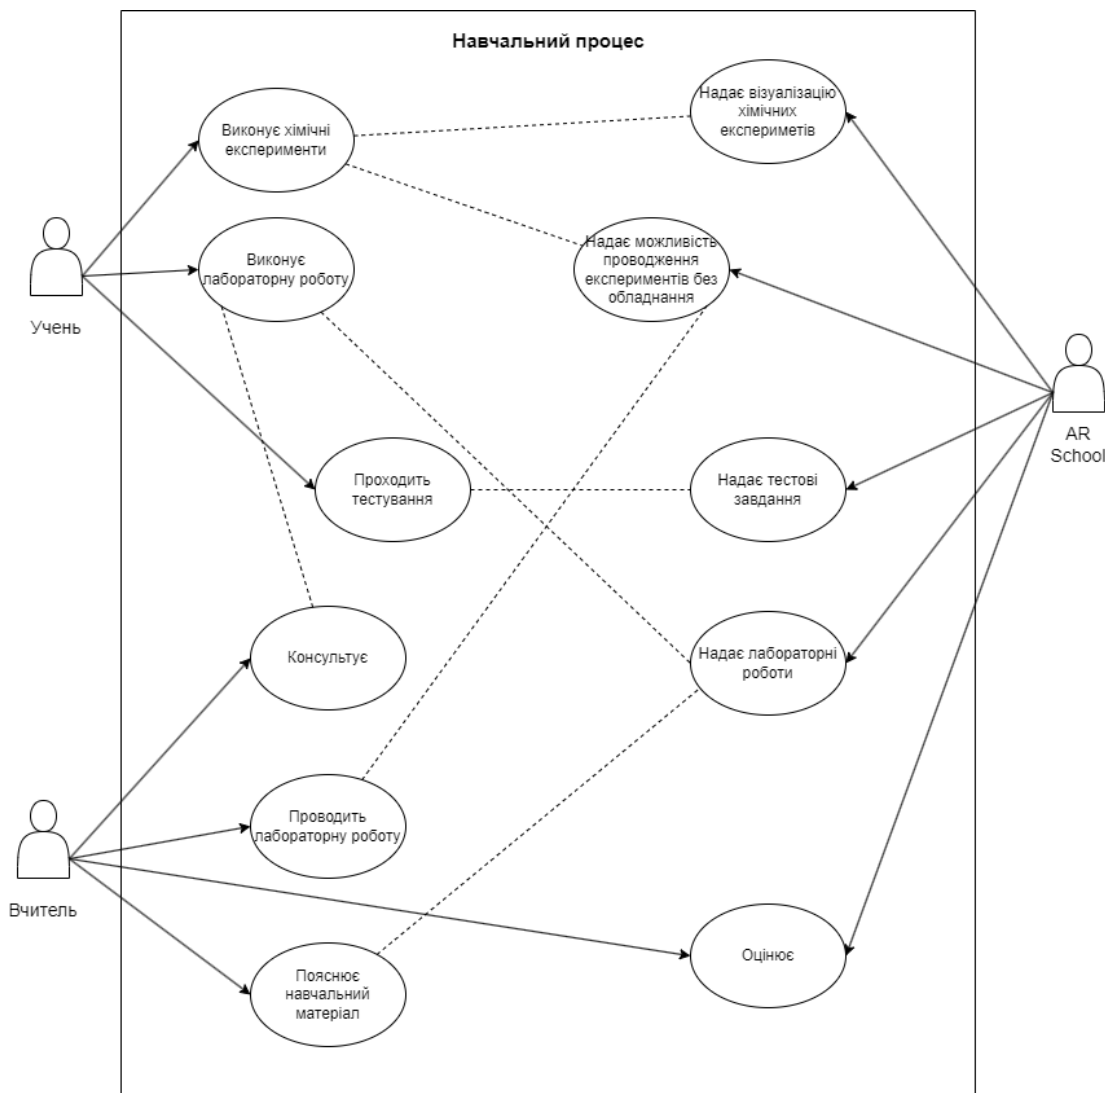 Навчальний процес
Надає візуалізацію
хімічних
експериметів
Виконує хімічні
експерименти
Надає можливість
проводження
експериментів без
обладнання
Виконує
лабораторну роботу
Учень
AR
School
Проходить
тестування
Надає тестові
завдання
Консультує
Надає лабораторні
роботи
Проводить
лабораторну роботу
Вчитель
Оцінює
Пояснює
навчальний
матеріал